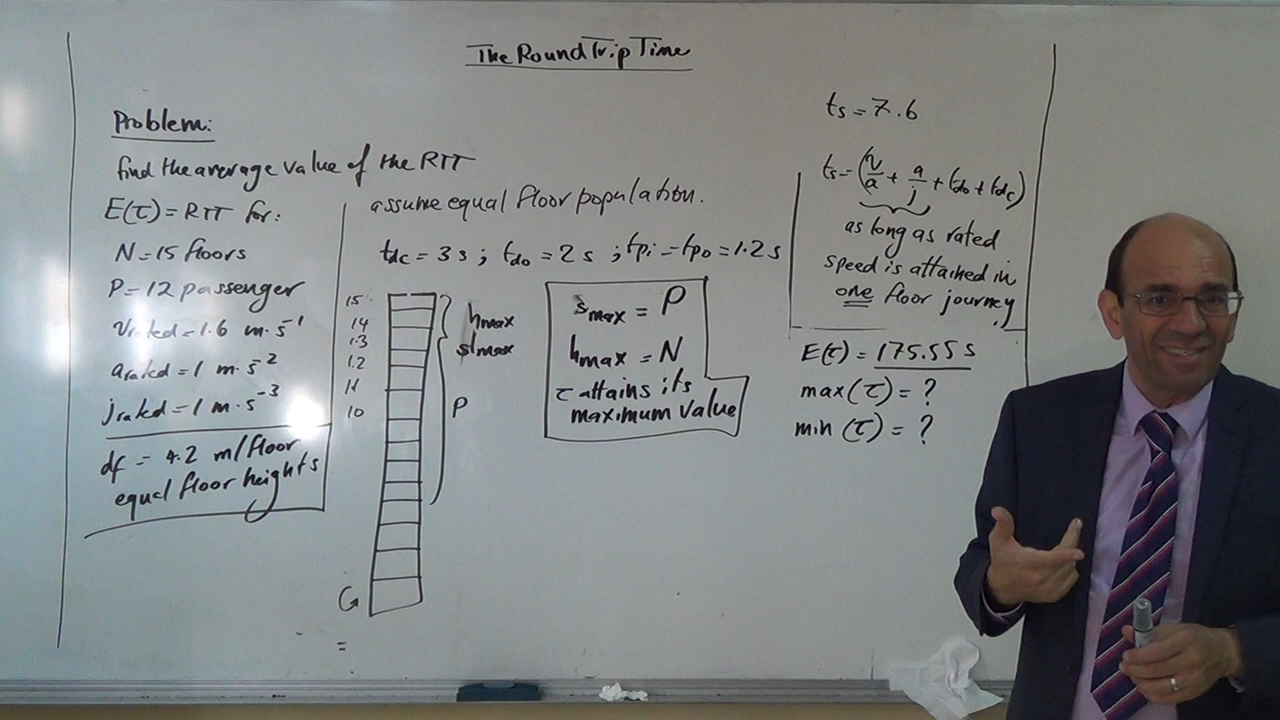 The Round Trip Time
Problem:
find the average value of the RTT
E(τ) = RTT for:
N = 15 floors
P = 12 passenger
Vrated = 1.6 m·s⁻¹
arated = 1 m·s⁻²
jrated = 1 m·s⁻³
df = 4.2 m/floor
equal floor heights
assume equal floor population.
tdc = 3 s ; tdo = 2 s ; tpi = tpo = 1.2 s
15
14
13
12
11
10
G
hmax
smax
P
smax = P
hmax = N
τ attains its
maximum value
ts = 7.6
ts = (v/a + a/j + tdo + tdc)
as long as rated
speed is attained in
one floor journey
E(τ) = 175.55 s
max(τ) = ?
min(τ) = ?
=